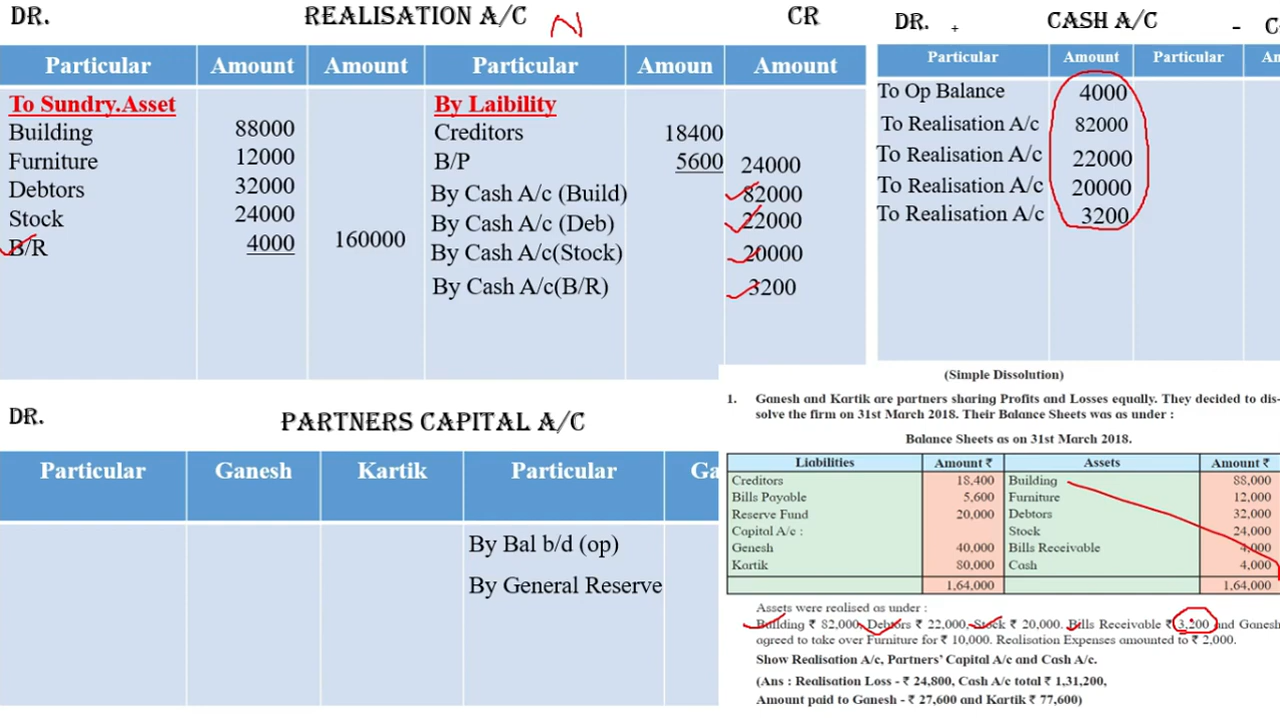 DR. REALISATION A/C N CR
Particular Amount Amount Particular Amoun Amount
To Sundry.Asset By Laibility
Building 88000 Creditors 18400
Furniture 12000 B/P 5600 24000
Debtors 32000 By Cash A/c (Build) 82000
Stock 24000 By Cash A/c (Deb) 22000
B/R 4000 160000 By Cash A/c(Stock) 20000
By Cash A/c(B/R) 3200
DR. + CASH A/C - C
Particular Amount Particular An
To Op Balance 4000
To Realisation A/c 82000
To Realisation A/c 22000
To Realisation A/c 20000
To Realisation A/c 3200
DR. PARTNERS CAPITAL A/C
Particular Ganesh Kartik Particular Ga
By Bal b/d (op)
By General Reserve
(Simple Dissolution)
1. Ganesh and Kartik are partners sharing Profits and Losses equally. They decided to dis-
solve the firm on 31st March 2018. Their Balance Sheets was as under :
Balance Sheets as on 31st March 2018.
Liabilities Amount ₹ Assets Amount ₹
Creditors 18,400 Building 88,000
Bills Payable 5,600 Furniture 12,000
Reserve Fund 20,000 Debtors 32,000
Capital A/c : Stock 24,000
Genesh 40,000 Bills Receivable 4,000
Kartik 80,000 Cash 4,000
1,64,000 1,64,000
Assets were realised as under :
Building ₹ 82,000, Debtors ₹ 22,000, Stock ₹ 20,000. Bills Receivable ₹ 3,200 and Ganesh
agreed to take over Furniture for ₹ 10,000. Realisation Expenses amounted to ₹ 2,000.
Show Realisation A/c, Partners' Capital A/c and Cash A/c.
(Ans : Realisation Loss - ₹ 24,800, Cash A/c total ₹ 1,31,200,
Amount paid to Ganesh - ₹ 27,600 and Kartik ₹ 77,600)